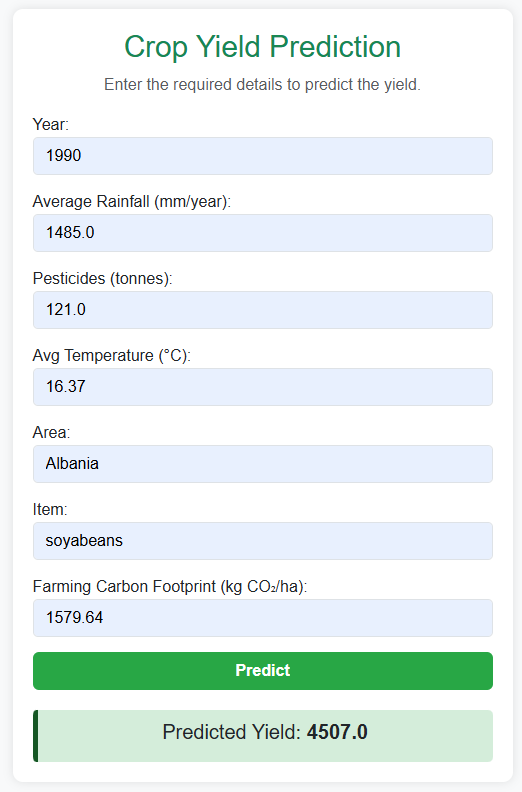 Crop Yield Prediction
Enter the required details to predict the yield.
Year:
1990
Average Rainfall (mm/year):
1485.0
Pesticides (tonnes):
121.0
Avg Temperature (°C):
16.37
Area:
Albania
Item:
soyabeans
Farming Carbon Footprint (kg CO₂/ha):
1579.64
Predict
Predicted Yield: 4507.0